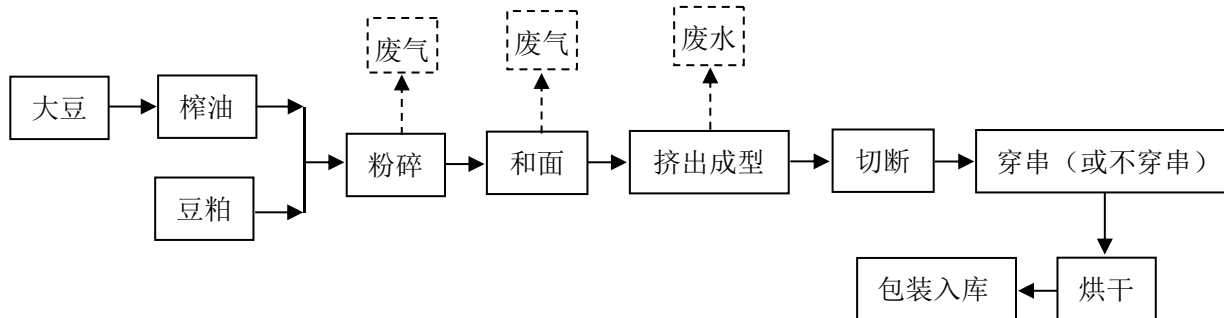 废气
废气
废水
大豆
榨油
豆粕
粉碎
和面
挤出成型
切断
穿串（或不穿串）
包装入库
烘干